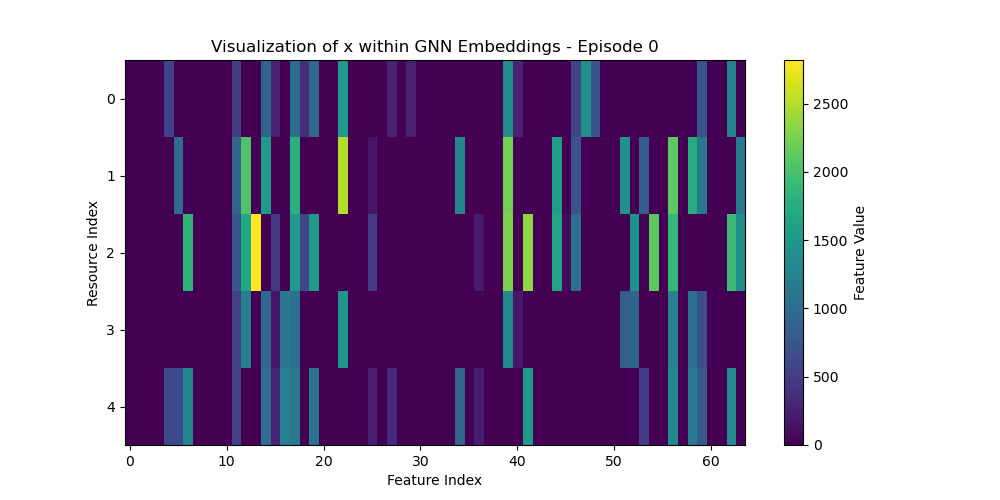 Visualization of x within GNN Embeddings - Episode 0
Resource Index
0
1
2
3
4
0 10 20 30 40 50 60
Feature Index
2500
2000
1500
1000
500
0
Feature Value